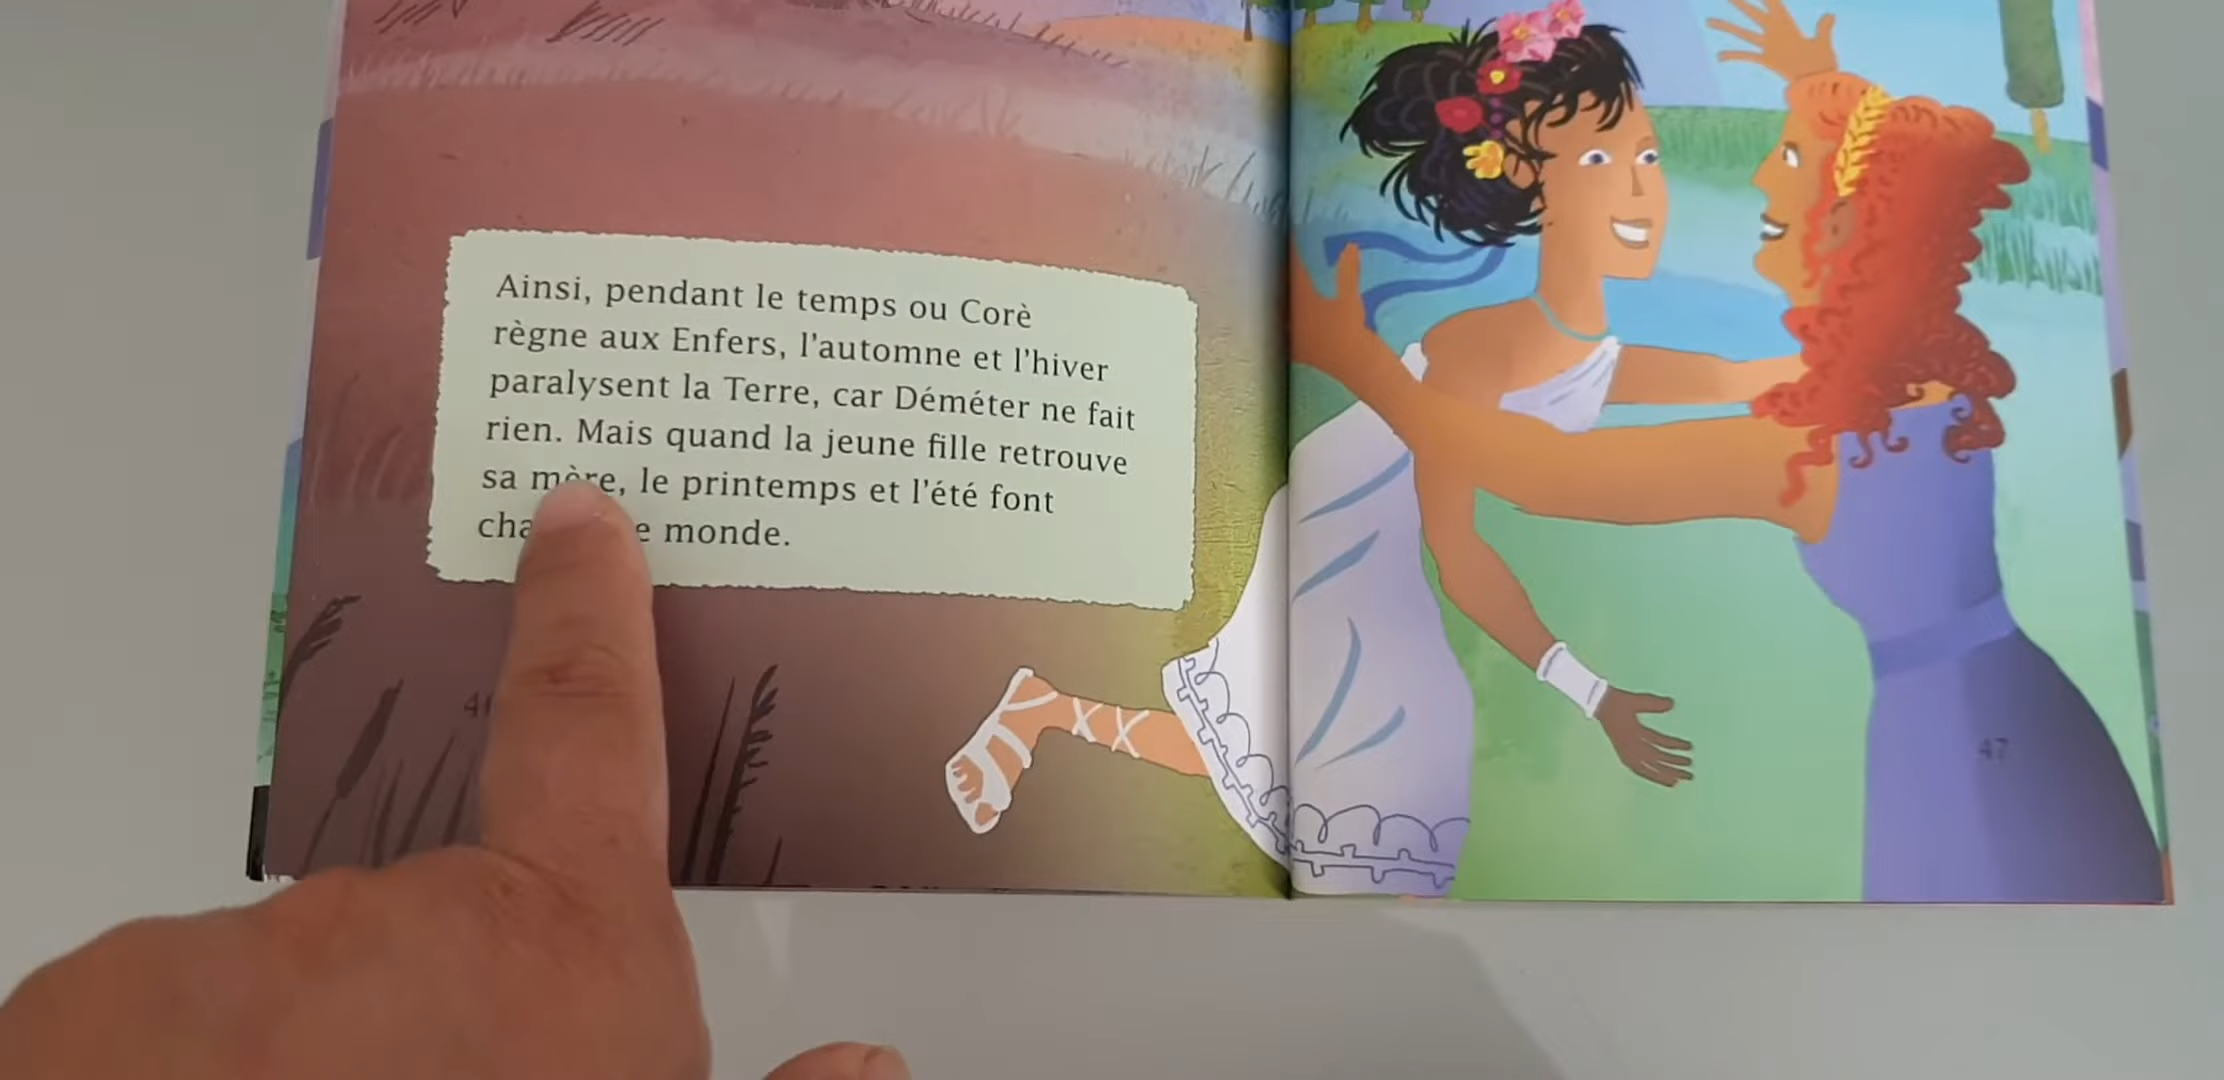 Ainsi, pendant le temps ou Corè
règne aux Enfers, l'automne et l'hiver
paralysent la Terre, car Déméter ne fait
rien. Mais quand la jeune fille retrouve
sa mère, le printemps et l'été font
monde.
47